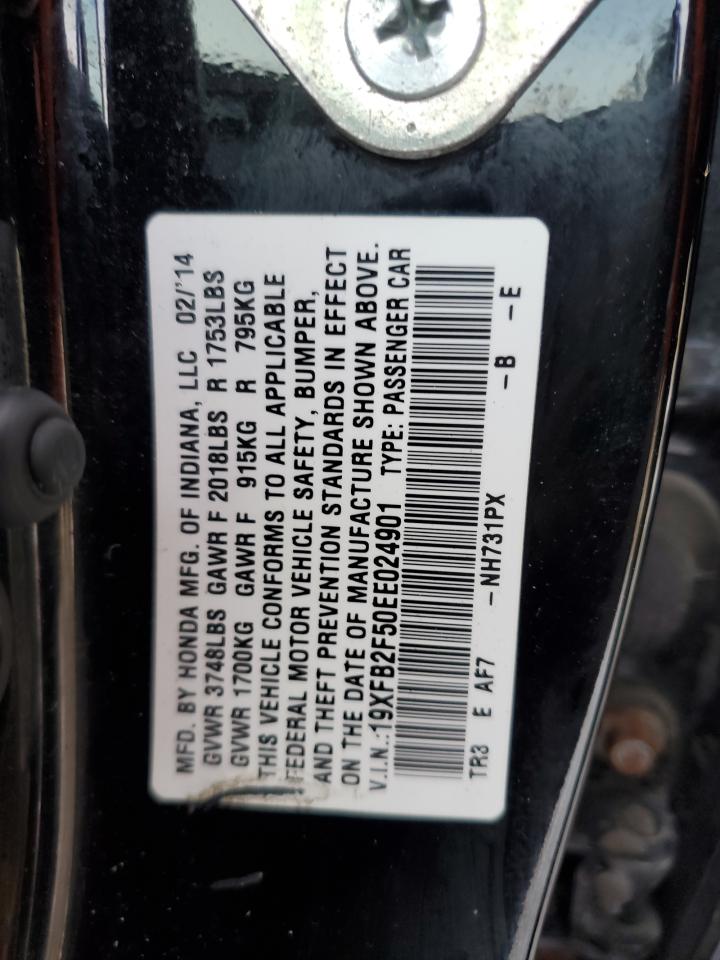 MFD. BY HONDA MFG. OF INDIANA, LLC 02/'14
GVWR 3748LBS GAWR F 2018LBS R 1753LBS
GVWR 1700KG GAWR F 915KG R 795KG
THIS VEHICLE CONFORMS TO ALL APPLICABLE
FEDERAL MOTOR VEHICLE SAFETY, BUMPER,
AND THEFT PREVENTION STANDARDS IN EFFECT
ON THE DATE OF MANUFACTURE SHOWN ABOVE.
V.I.N.:19XFB2F50EE024901 TYPE: PASSENGER CAR
TR3 E AF7 -NH731PX -B -E